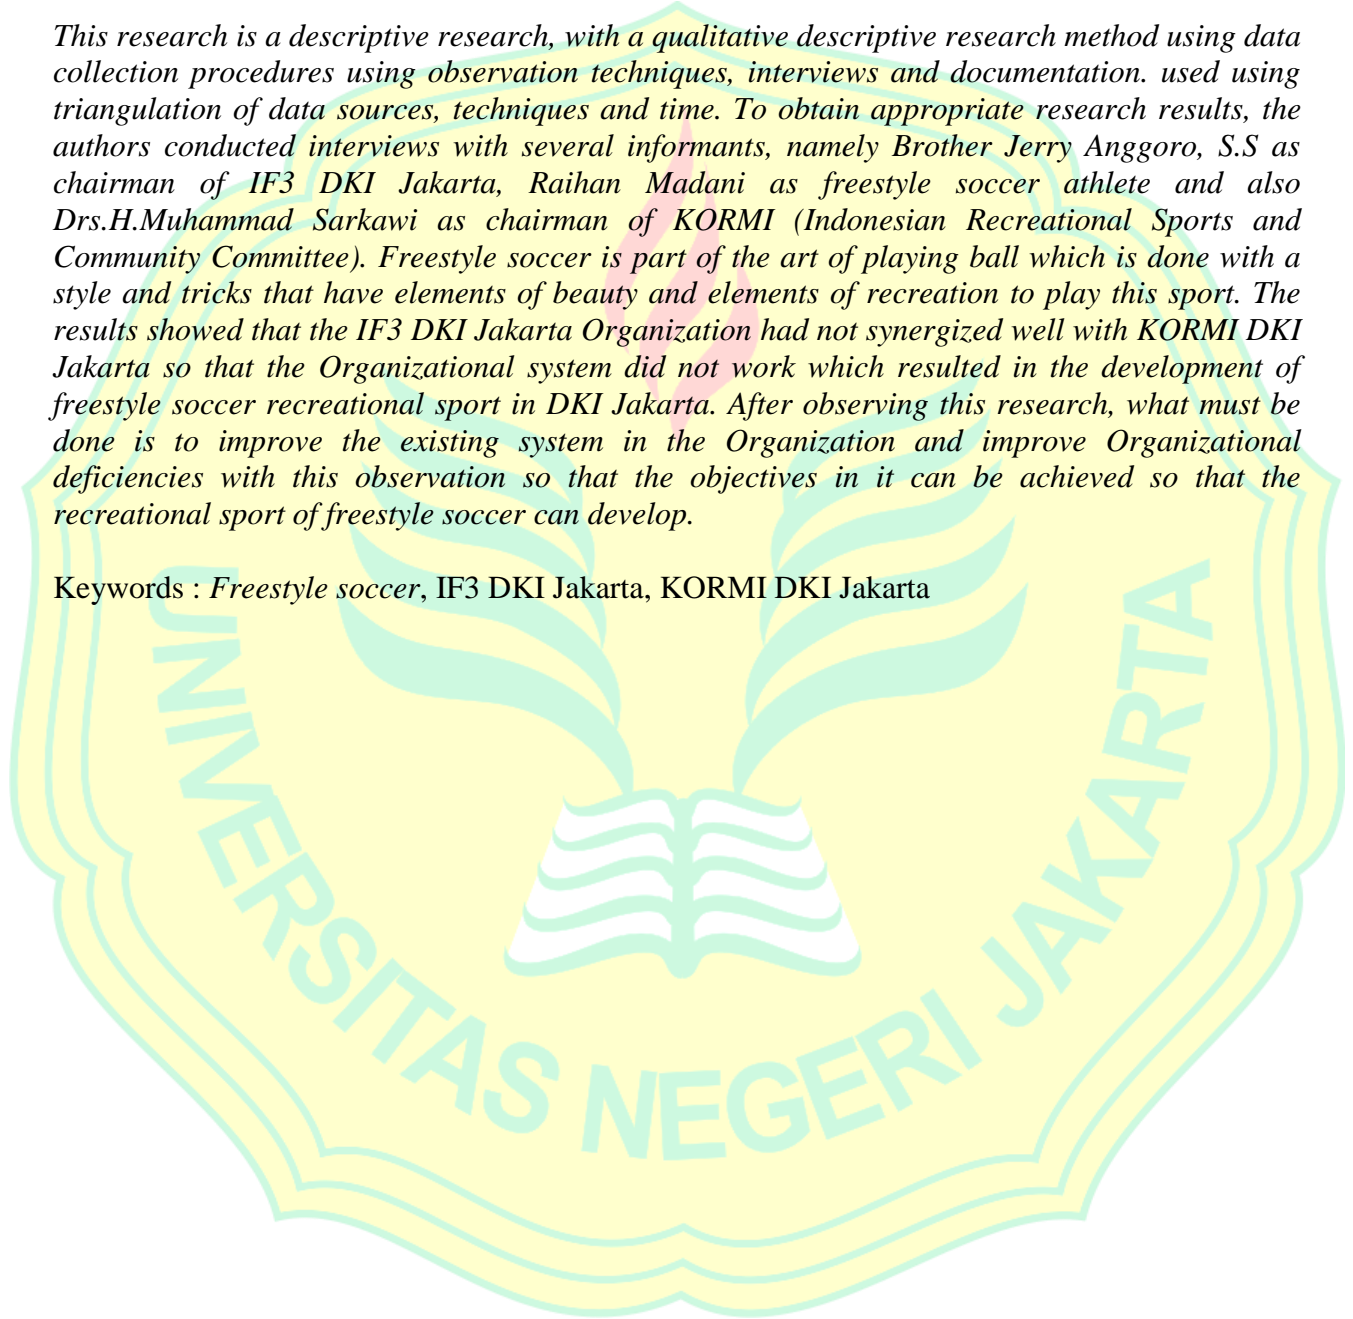 This research is a descriptive research, with a qualitative descriptive research method using data
collection procedures using observation techniques, interviews and documentation. used using
triangulation of data sources, techniques and time. To obtain appropriate research results, the
authors conducted interviews with several informants, namely Brother Jerry Anggoro, S.S as
chairman of IF3 DKI Jakarta, Raihan Madani as freestyle soccer athlete and also
Drs.H.Muhammad Sarkawi as chairman of KORMI (Indonesian Recreational Sports and
Community Committee). Freestyle soccer is part of the art of playing ball which is done with a
style and tricks that have elements of beauty and elements of recreation to play this sport. The
results showed that the IF3 DKI Jakarta Organization had not synergized well with KORMI DKI
Jakarta so that the Organizational system did not work which resulted in the development of
freestyle soccer recreational sport in DKI Jakarta. After observing this research, what must be
done is to improve the existing system in the Organization and improve Organizational
deficiencies with this observation so that the objectives in it can be achieved so that the
recreational sport of freestyle soccer can develop.
Keywords : Freestyle soccer, IF3 DKI Jakarta, KORMI DKI Jakarta
UNIVERSITAS NEGERI JAKARTA